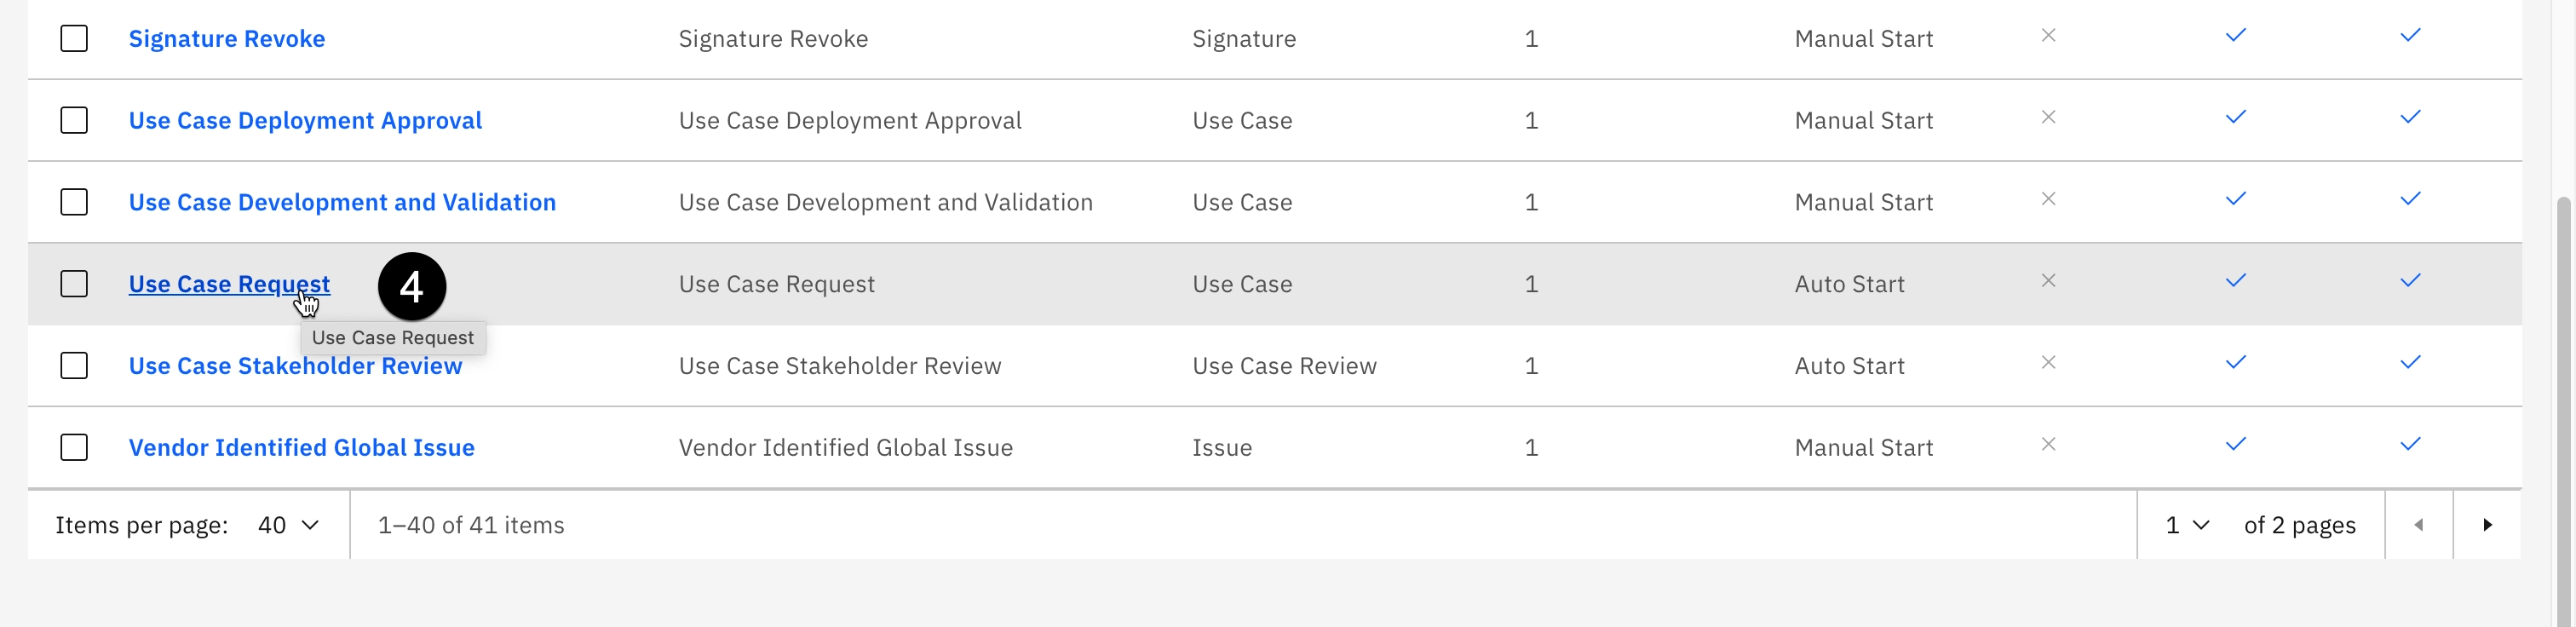 Signature Revoke Signature Revoke Signature 1 Manual Start
Use Case Deployment Approval Use Case Deployment Approval Use Case 1 Manual Start
Use Case Development and Validation Use Case Development and Validation Use Case 1 Manual Start
Use Case Request 4 Use Case Request Use Case 1 Auto Start
Use Case Request
Use Case Stakeholder Review Use Case Stakeholder Review Use Case Review 1 Auto Start
Vendor Identified Global Issue Vendor Identified Global Issue Issue 1 Manual Start
Items per page: 40 1–40 of 41 items 1 of 2 pages